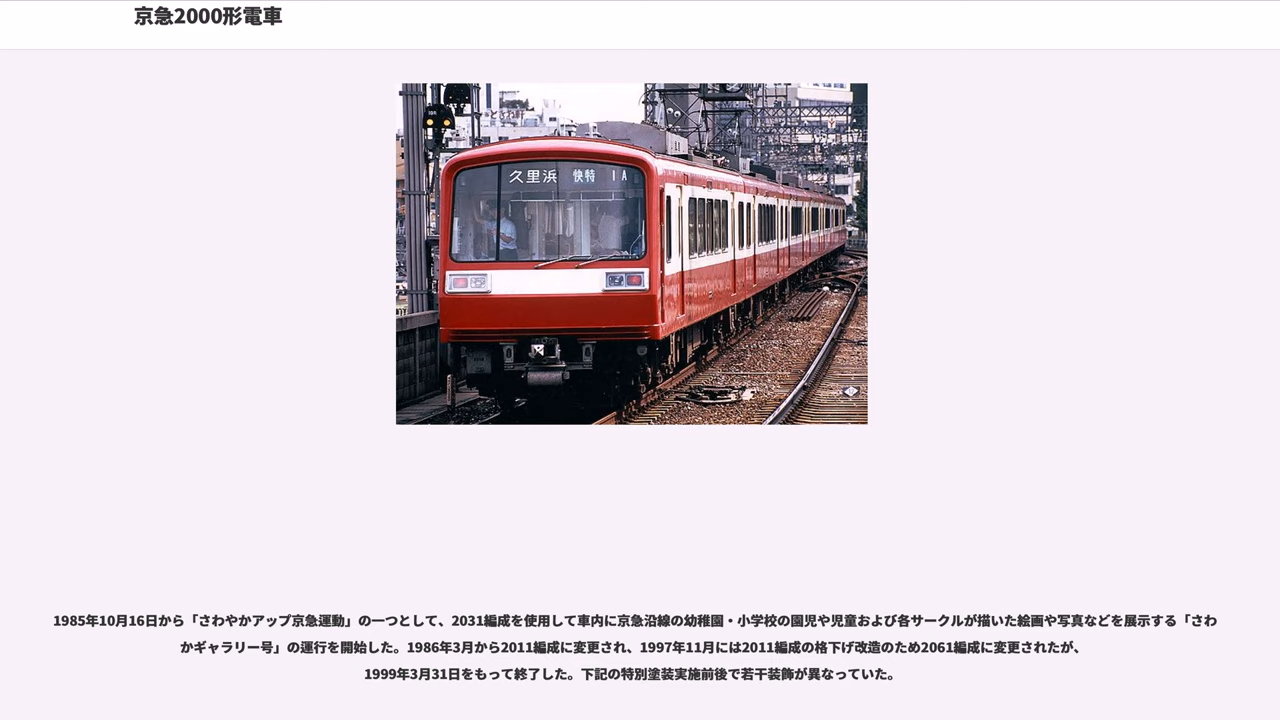 京急2000形電車
久里浜 快特 1A
1985年10月16日から「さわやかアップ京急運動」の一つとして、2031編成を使用して車内に京急沿線の幼稚園・小学校の園児や児童および各サークルが描いた絵画や写真などを展示する「さわ
かギャラリー号」の運行を開始した。1986年3月から2011編成に変更され、1997年11月には2011編成の格下げ改造のため2061編成に変更されたが、
1999年3月31日をもって終了した。下記の特別塗装実施前後で若干装飾が異なっていた。